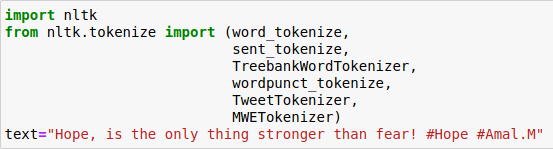 import nltk
from nltk.tokenize import (word_tokenize,
                           sent_tokenize,
                           TreebankWordTokenizer,
                           wordpunct_tokenize,
                           TweetTokenizer,
                           MWETokenizer)
text="Hope, is the only thing stronger than fear! #Hope #Amal.M"